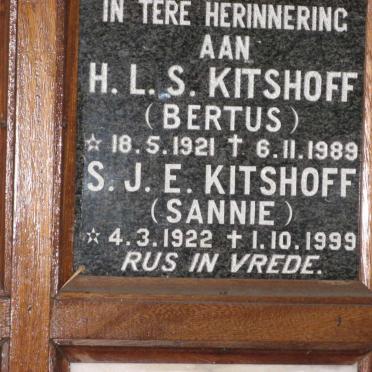 IN TERE HERINNERING
AAN
H. L. S. KITSHOFF
(BERTUS)
☆ 18.5.1921 ✝ 6.11.1989
S. J. E. KITSHOFF
(SANNIE)
☆ 4.3.1922 ✝ 1.10.1999
RUS IN VREDE.